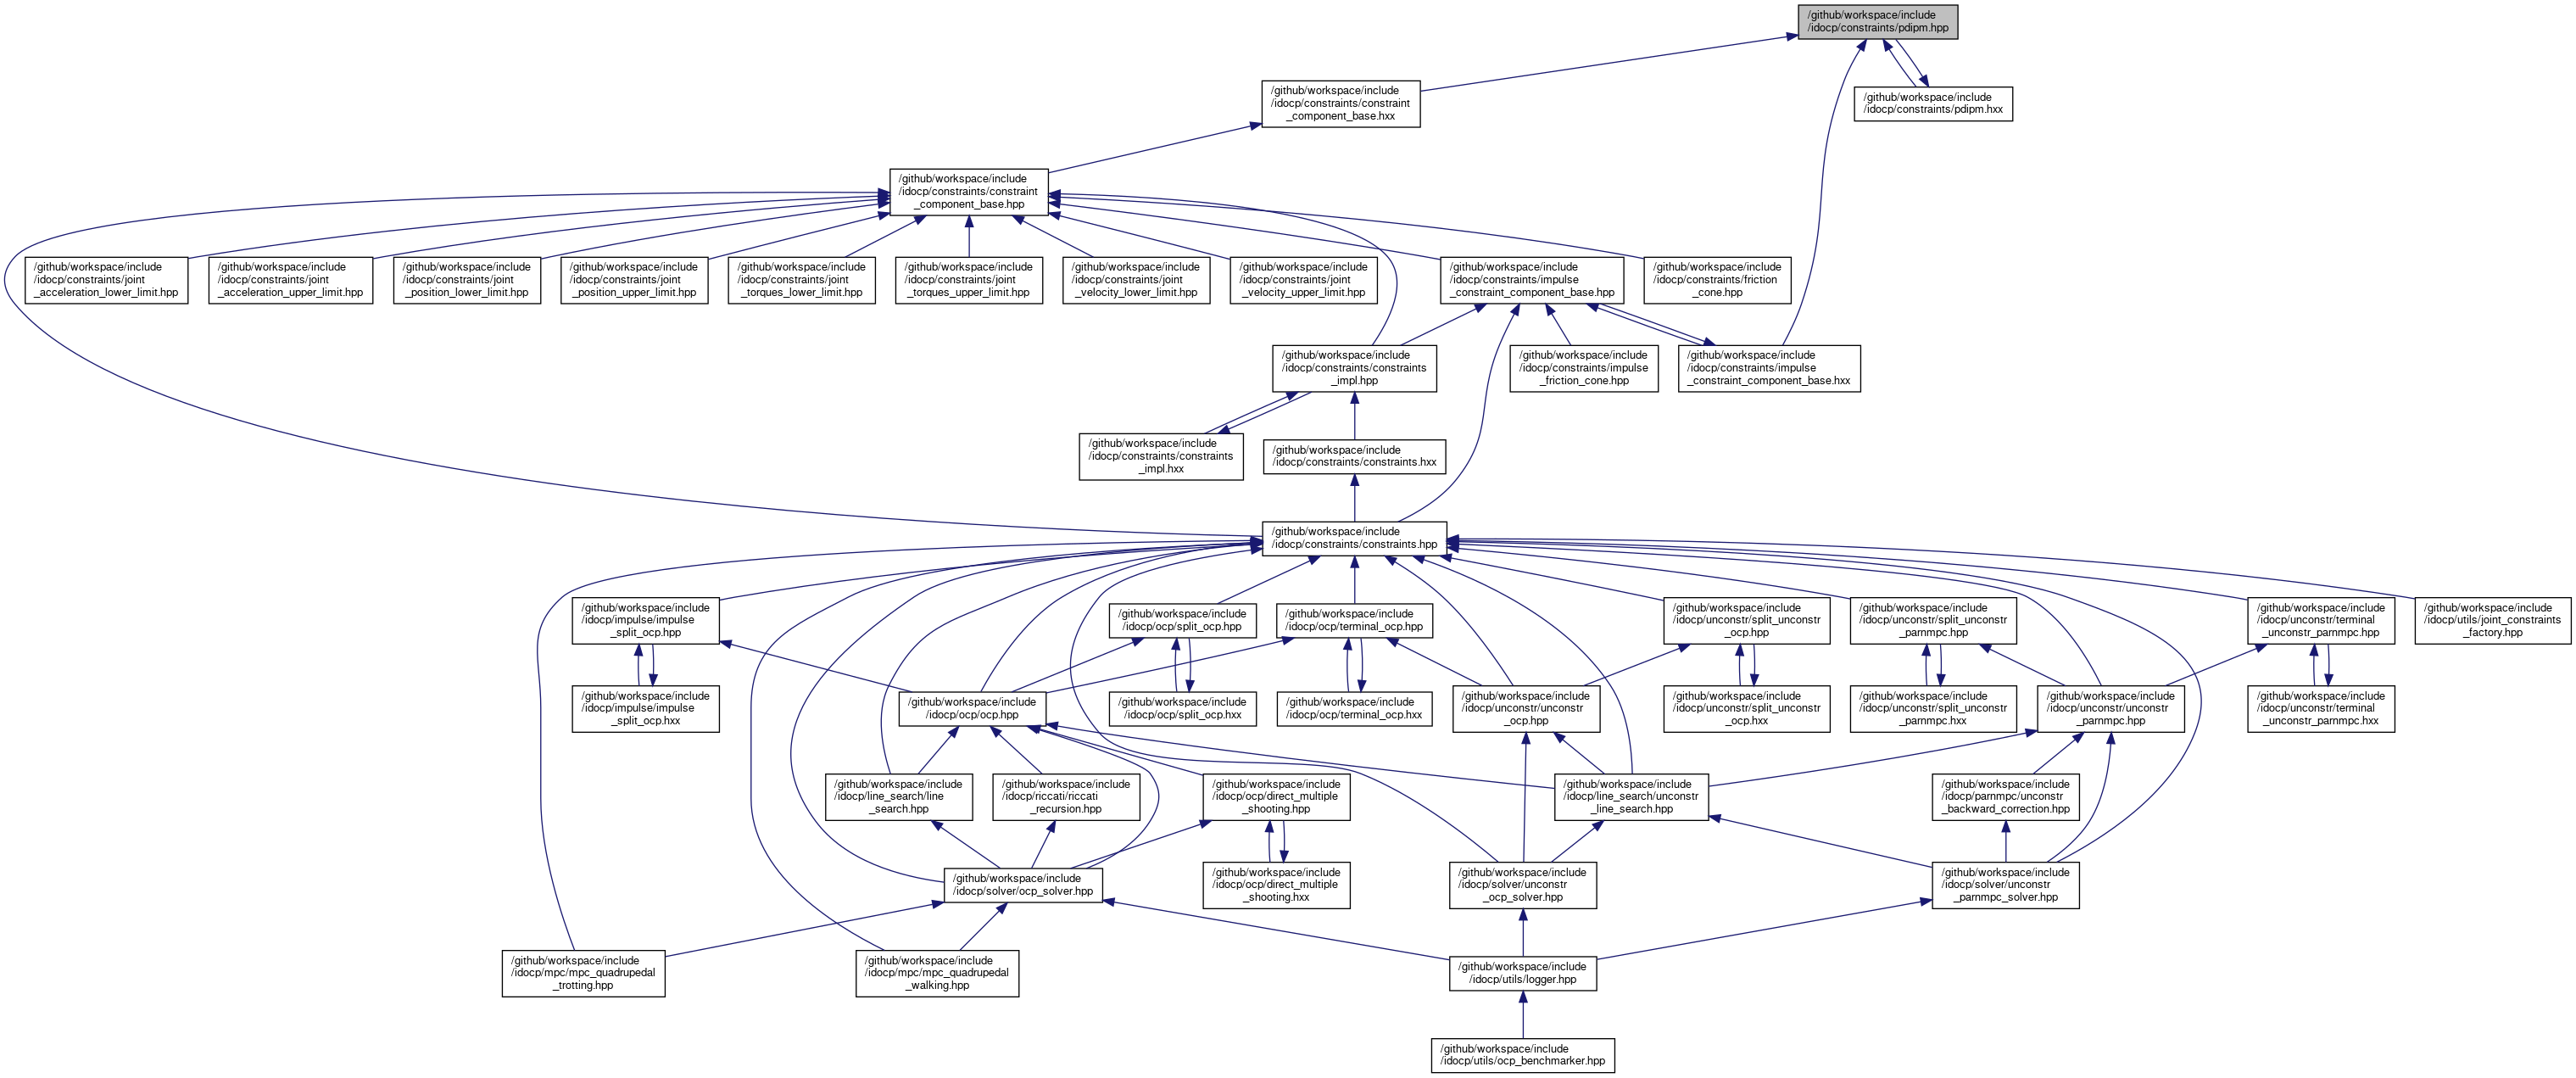 /github/workspace/include
/idocp/constraints/pdipm.hpp
/github/workspace/include
/idocp/constraints/constraint
_component_base.hxx
/github/workspace/include
/idocp/constraints/pdipm.hxx
/github/workspace/include
/idocp/constraints/constraint
_component_base.hpp
/github/workspace/include
/idocp/constraints/joint
_acceleration_lower_limit.hpp
/github/workspace/include
/idocp/constraints/joint
_acceleration_upper_limit.hpp
/github/workspace/include
/idocp/constraints/joint
_position_lower_limit.hpp
/github/workspace/include
/idocp/constraints/joint
_position_upper_limit.hpp
/github/workspace/include
/idocp/constraints/joint
_torques_lower_limit.hpp
/github/workspace/include
/idocp/constraints/joint
_torques_upper_limit.hpp
/github/workspace/include
/idocp/constraints/joint
_velocity_lower_limit.hpp
/github/workspace/include
/idocp/constraints/joint
_velocity_upper_limit.hpp
/github/workspace/include
/idocp/constraints/impulse
_constraint_component_base.hpp
/github/workspace/include
/idocp/constraints/friction
_cone.hpp
/github/workspace/include
/idocp/constraints/constraints
_impl.hpp
/github/workspace/include
/idocp/constraints/impulse
_friction_cone.hpp
/github/workspace/include
/idocp/constraints/impulse
_constraint_component_base.hxx
/github/workspace/include
/idocp/constraints/constraints
_impl.hxx
/github/workspace/include
/idocp/constraints/constraints.hxx
/github/workspace/include
/idocp/constraints/constraints.hpp
/github/workspace/include
/idocp/impulse/impulse
_split_ocp.hpp
/github/workspace/include
/idocp/ocp/split_ocp.hpp
/github/workspace/include
/idocp/ocp/terminal_ocp.hpp
/github/workspace/include
/idocp/unconstr/split_unconstr
_ocp.hpp
/github/workspace/include
/idocp/unconstr/split_unconstr
_parnmpc.hpp
/github/workspace/include
/idocp/unconstr/terminal
_unconstr_parnmpc.hpp
/github/workspace/include
/idocp/utils/joint_constraints
_factory.hpp
/github/workspace/include
/idocp/impulse/impulse
_split_ocp.hxx
/github/workspace/include
/idocp/ocp/ocp.hpp
/github/workspace/include
/idocp/ocp/split_ocp.hxx
/github/workspace/include
/idocp/ocp/terminal_ocp.hxx
/github/workspace/include
/idocp/unconstr/unconstr
_ocp.hpp
/github/workspace/include
/idocp/unconstr/split_unconstr
_ocp.hxx
/github/workspace/include
/idocp/unconstr/split_unconstr
_parnmpc.hxx
/github/workspace/include
/idocp/unconstr/unconstr
_parnmpc.hpp
/github/workspace/include
/idocp/unconstr/terminal
_unconstr_parnmpc.hxx
/github/workspace/include
/idocp/line_search/line
_search.hpp
/github/workspace/include
/idocp/riccati/riccati
_recursion.hpp
/github/workspace/include
/idocp/ocp/direct_multiple
_shooting.hpp
/github/workspace/include
/idocp/line_search/unconstr
_line_search.hpp
/github/workspace/include
/idocp/parnmpc/unconstr
_backward_correction.hpp
/github/workspace/include
/idocp/solver/ocp_solver.hpp
/github/workspace/include
/idocp/ocp/direct_multiple
_shooting.hxx
/github/workspace/include
/idocp/solver/unconstr
_ocp_solver.hpp
/github/workspace/include
/idocp/solver/unconstr
_parnmpc_solver.hpp
/github/workspace/include
/idocp/mpc/mpc_quadrupedal
_trotting.hpp
/github/workspace/include
/idocp/mpc/mpc_quadrupedal
_walking.hpp
/github/workspace/include
/idocp/utils/logger.hpp
/github/workspace/include
/idocp/utils/ocp_benchmarker.hpp